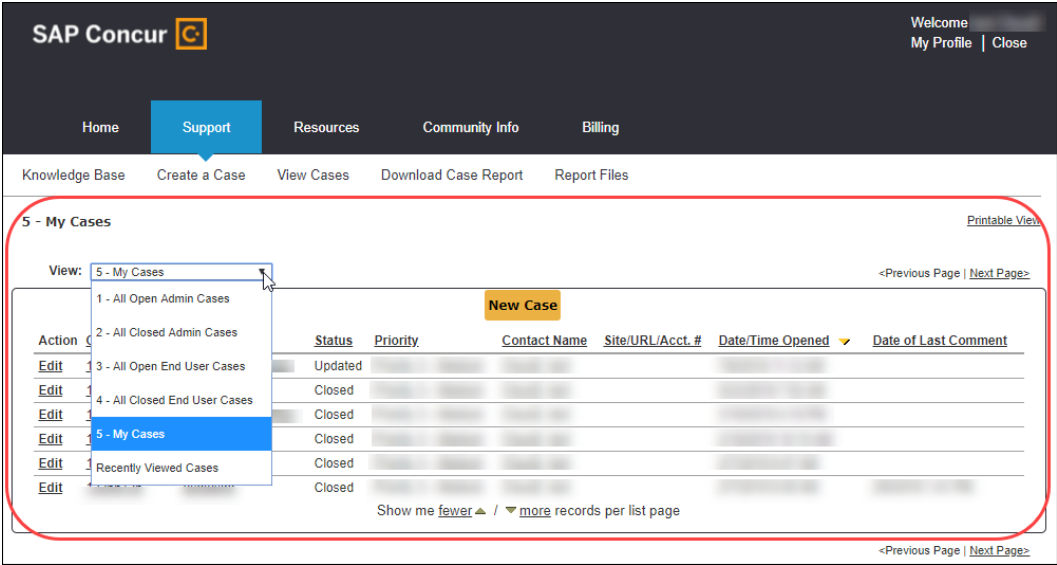 SAP Concur C.
Welcome
My Profile | Close
Home Support Resources Community Info Billing
Knowledge Base Create a Case View Cases Download Case Report Report Files
5 - My Cases Printable View
View: 5 - My Cases <Previous Page | Next Page>
1 - All Open Admin Cases
2 - All Closed Admin Cases
3 - All Open End User Cases
4 - All Closed End User Cases
5 - My Cases
Recently Viewed Cases
New Case
Action Status Priority Contact Name Site/URL/Acct. # Date/Time Opened Date of Last Comment
Edit Updated
Edit Closed
Edit Closed
Edit Closed
Edit Closed
Edit Closed
Show me fewer / more records per list page
<Previous Page | Next Page>